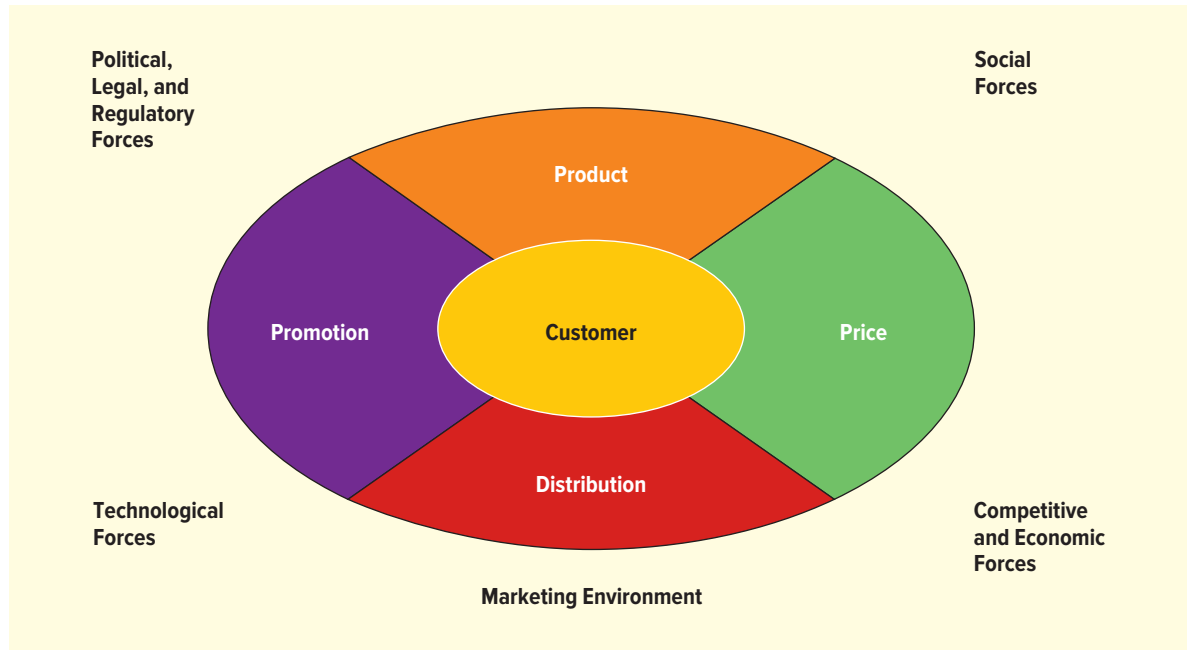 Political,
Legal, and
Regulatory
Forces
Social
Forces
Product
Promotion
Customer
Price
Distribution
Technological
Forces
Competitive
and Economic
Forces
Marketing Environment